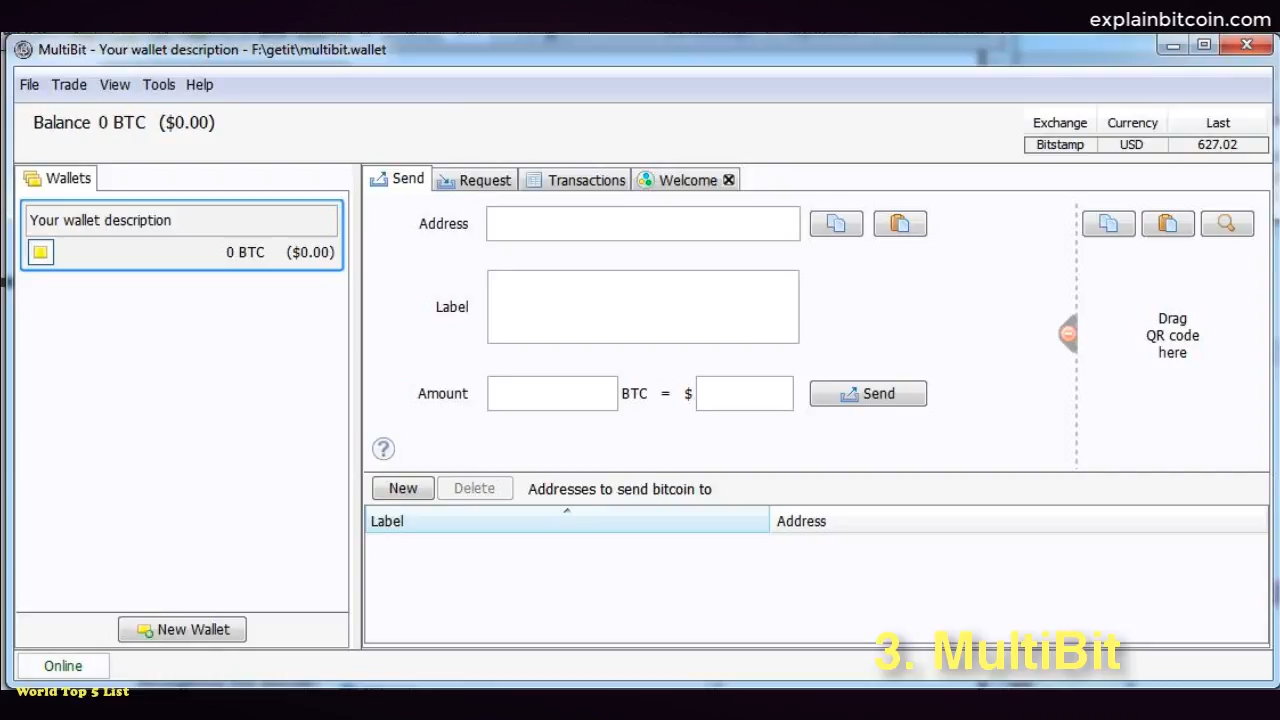 explainbitcoin.com
MultiBit - Your wallet description - F:\getit\multibit.wallet
File Trade View Tools Help
Balance 0 BTC ($0.00)
Exchange Currency Last
Bitstamp USD 627.02
Wallets
Your wallet description
0 BTC ($0.00)
Send Request Transactions Welcome
Address
Label
Amount BTC = $ Send
Drag
QR code
here
?
New Delete Addresses to send bitcoin to
Label Address
New Wallet
3. MultiBit
Online
World Top 5 List